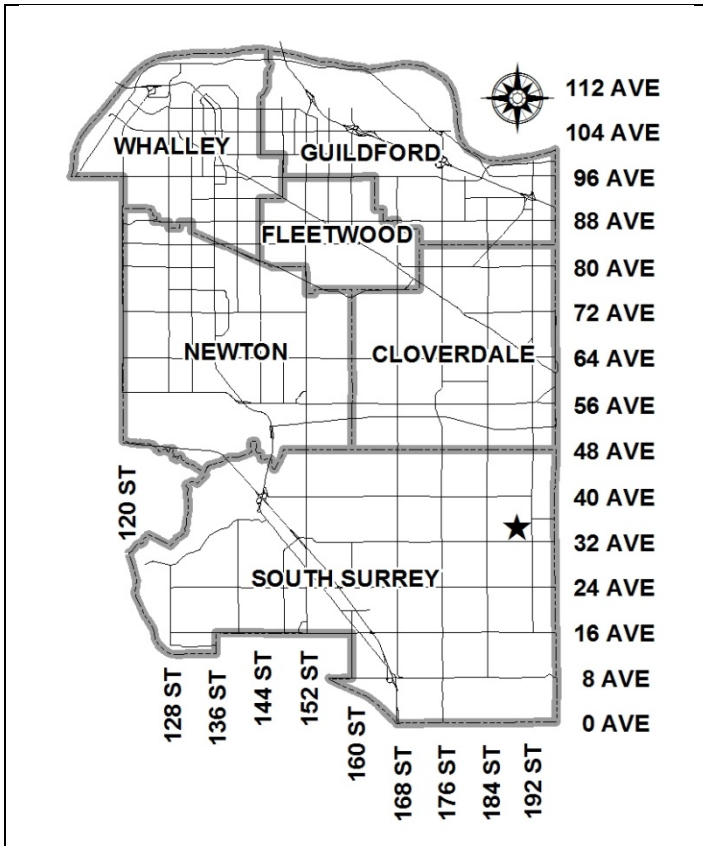 112 AVE
104 AVE
WHALLEY
GUILDFORD
96 AVE
88 AVE
FLEETWOOD
80 AVE
72 AVE
NEWTON
CLOVERDALE
64 AVE
56 AVE
48 AVE
120 ST
40 AVE
32 AVE
SOUTH SURREY
24 AVE
16 AVE
128 ST
136 ST
144 ST
152 ST
160 ST
8 AVE
0 AVE
168 ST
176 ST
184 ST
192 ST